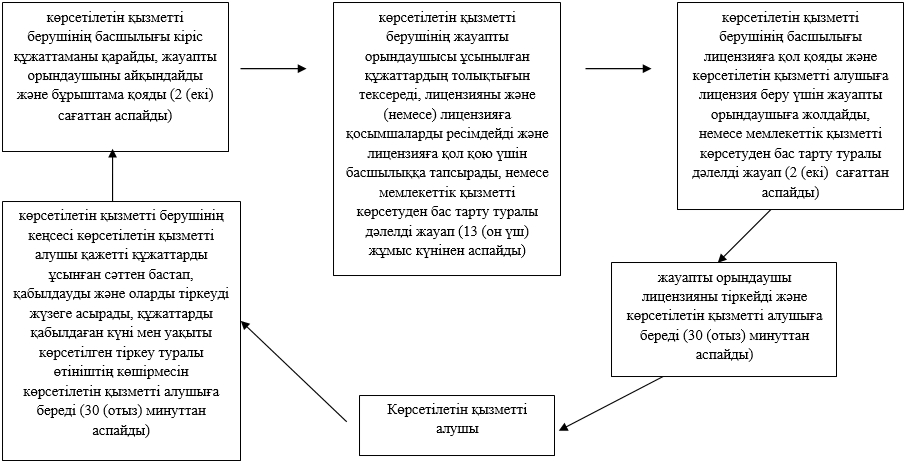 көрсетілетін қызметті
берушінің басшылығы кіріс
құжаттаманы қарайды, жауапты
орындаушыны айқындайды
және бұрыштама қояды (2 (екі)
сағаттан аспайды)
көрсетілетін қызметті
берушінің жауапты
орындаушысы ұсынылған
құжаттардың толықтығын
тексереді, лицензияны және
(немесе) лицензияға
қосымшаларды ресімдейді және
лицензияға қол қою үшін
басшылыққа тапсырады, немесе
мемлекеттік қызметті
көрсетуден бас тарту туралы
дәлелді жауап (13 (он үш)
жұмыс күнінен аспайды)
көрсетілетін қызметті
берушінің басшылығы
лицензияға қол қояды және
көрсетілетін қызметті алушыға
лицензия беру үшін жауапты
орындаушыға жолдайды,
немесе мемлекеттік қызметті
көрсетуден бас тарту туралы
дәлелді жауап (2 (екі) сағаттан
аспайды)
көрсетілетін қызметті берушінің
кеңсесі көрсетілетін қызметті
алушы қажетті құжаттарды
ұсынған сәттен бастап,
қабылдауды және оларды тіркеуді
жүзеге асырады, құжаттарды
қабылдаған күні мен уақыты
көрсетілген тіркеу туралы
өтініштің көшірмесін
көрсетілетін қызметті алушыға
береді (30 (отыз) минуттан
аспайды)
жауапты орындаушы
лицензияны тіркейді және
көрсетілетін қызметті алушыға
береді (30 (отыз) минуттан
аспайды)
Көрсетілетін қызметті
алушы